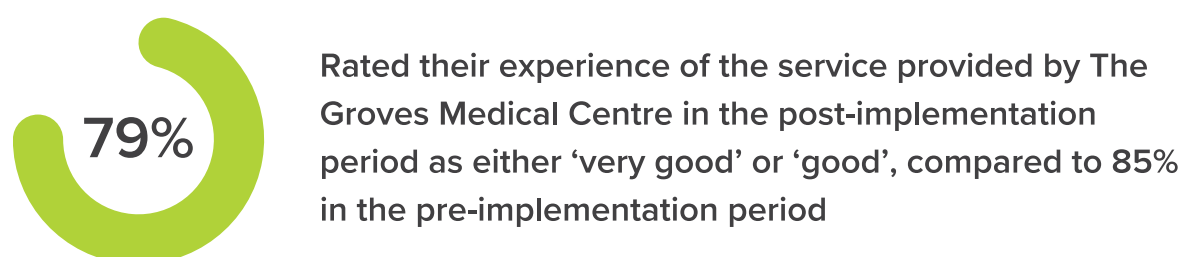 79%
Rated their experience of the service provided by The
Groves Medical Centre in the post-implementation
period as either ‘very good’ or ‘good’, compared to 85%
in the pre-implementation period